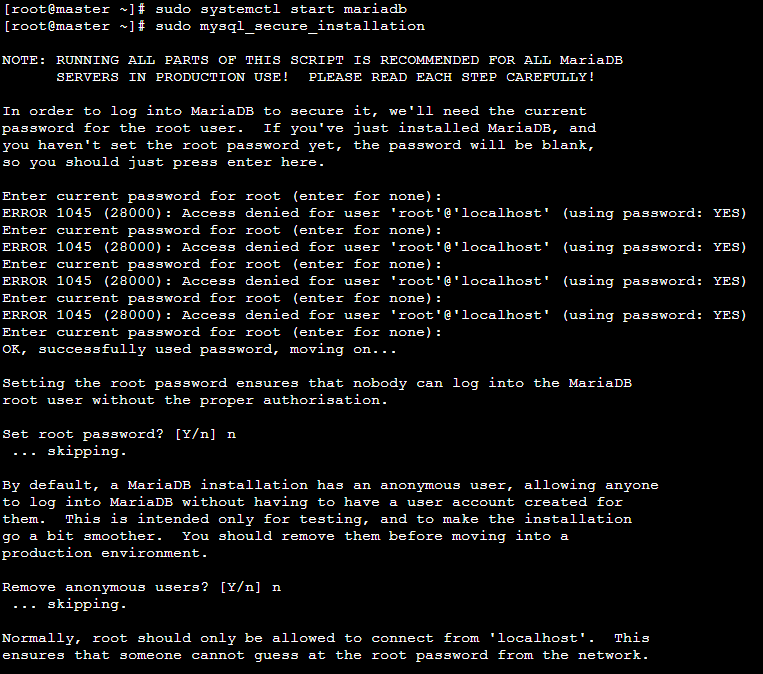 [root@master ~]# sudo systemctl start mariadb
[root@master ~]# sudo mysql_secure_installation
NOTE: RUNNING ALL PARTS OF THIS SCRIPT IS RECOMMENDED FOR ALL MariaDB
SERVERS IN PRODUCTION USE!  PLEASE READ EACH STEP CAREFULLY!
In order to log into MariaDB to secure it, we'll need the current
password for the root user.  If you've just installed MariaDB, and
you haven't set the root password yet, the password will be blank,
so you should just press enter here.
Enter current password for root (enter for none):
ERROR 1045 (28000): Access denied for user 'root'@'localhost' (using password: YES)
Enter current password for root (enter for none):
ERROR 1045 (28000): Access denied for user 'root'@'localhost' (using password: YES)
Enter current password for root (enter for none):
ERROR 1045 (28000): Access denied for user 'root'@'localhost' (using password: YES)
Enter current password for root (enter for none):
ERROR 1045 (28000): Access denied for user 'root'@'localhost' (using password: YES)
Enter current password for root (enter for none):
OK, successfully used password, moving on...
Setting the root password ensures that nobody can log into the MariaDB
root user without the proper authorisation.
Set root password? [Y/n] n
... skipping.
By default, a MariaDB installation has an anonymous user, allowing anyone
to log into MariaDB without having to have a user account created for
them.  This is intended only for testing, and to make the installation
go a bit smoother.  You should remove them before moving into a
production environment.
Remove anonymous users? [Y/n] n
... skipping.
Normally, root should only be allowed to connect from 'localhost'.  This
ensures that someone cannot guess at the root password from the network.